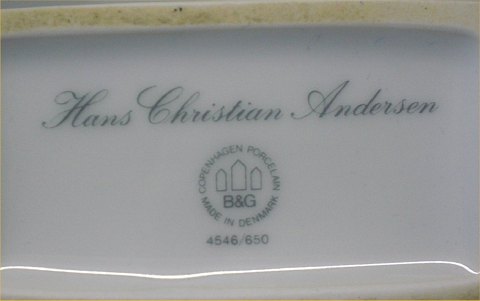 Hans Christian Andersen
COPENHAGEN PORCELAIN
B&G
MADE IN DENMARK
4546/650